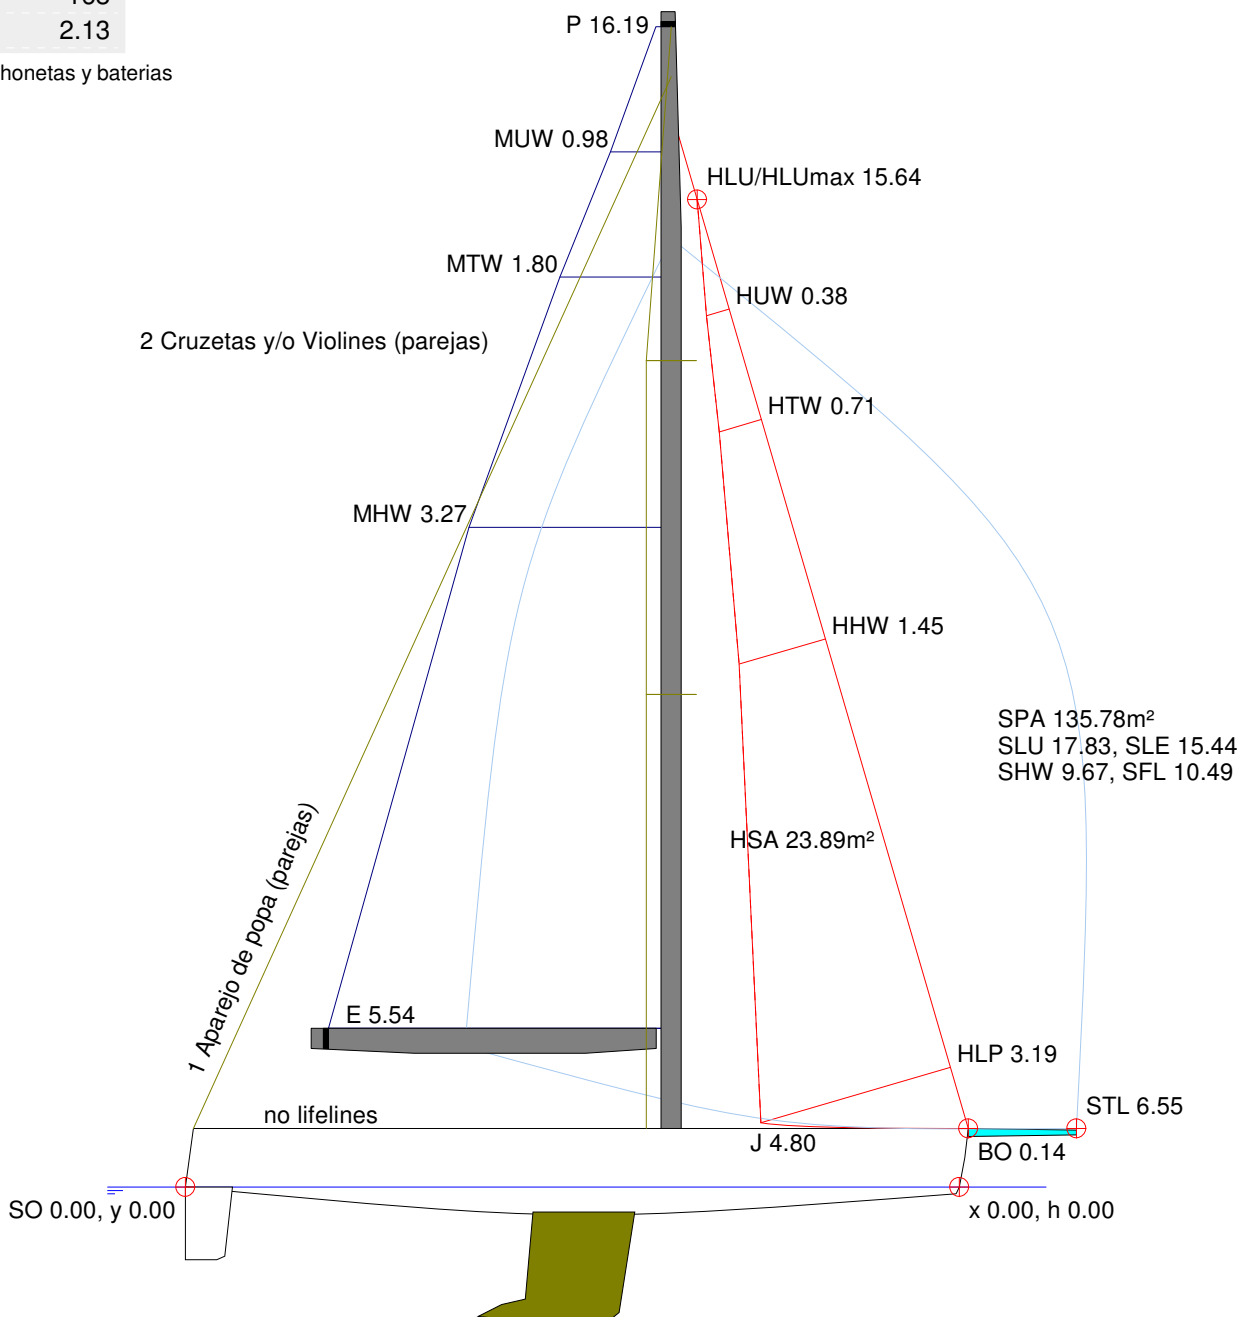 2.13
honetas y baterias
P 16.19
MUW 0.98
HLU/HLUmax 15.64
MTW 1.80
HUW 0.38
2 Cruzetas y/o Violines (parejas)
HTW 0.71
MHW 3.27
HHW 1.45
SPA 135.78m²
SLU 17.83, SLE 15.44
SHW 9.67, SFL 10.49
HSA 23.89m²
1 Aparejo de popa (parejas)
E 5.54
HLP 3.19
no lifelines
STL 6.55
J 4.80
BO 0.14
SO 0.00, y 0.00
x 0.00, h 0.00